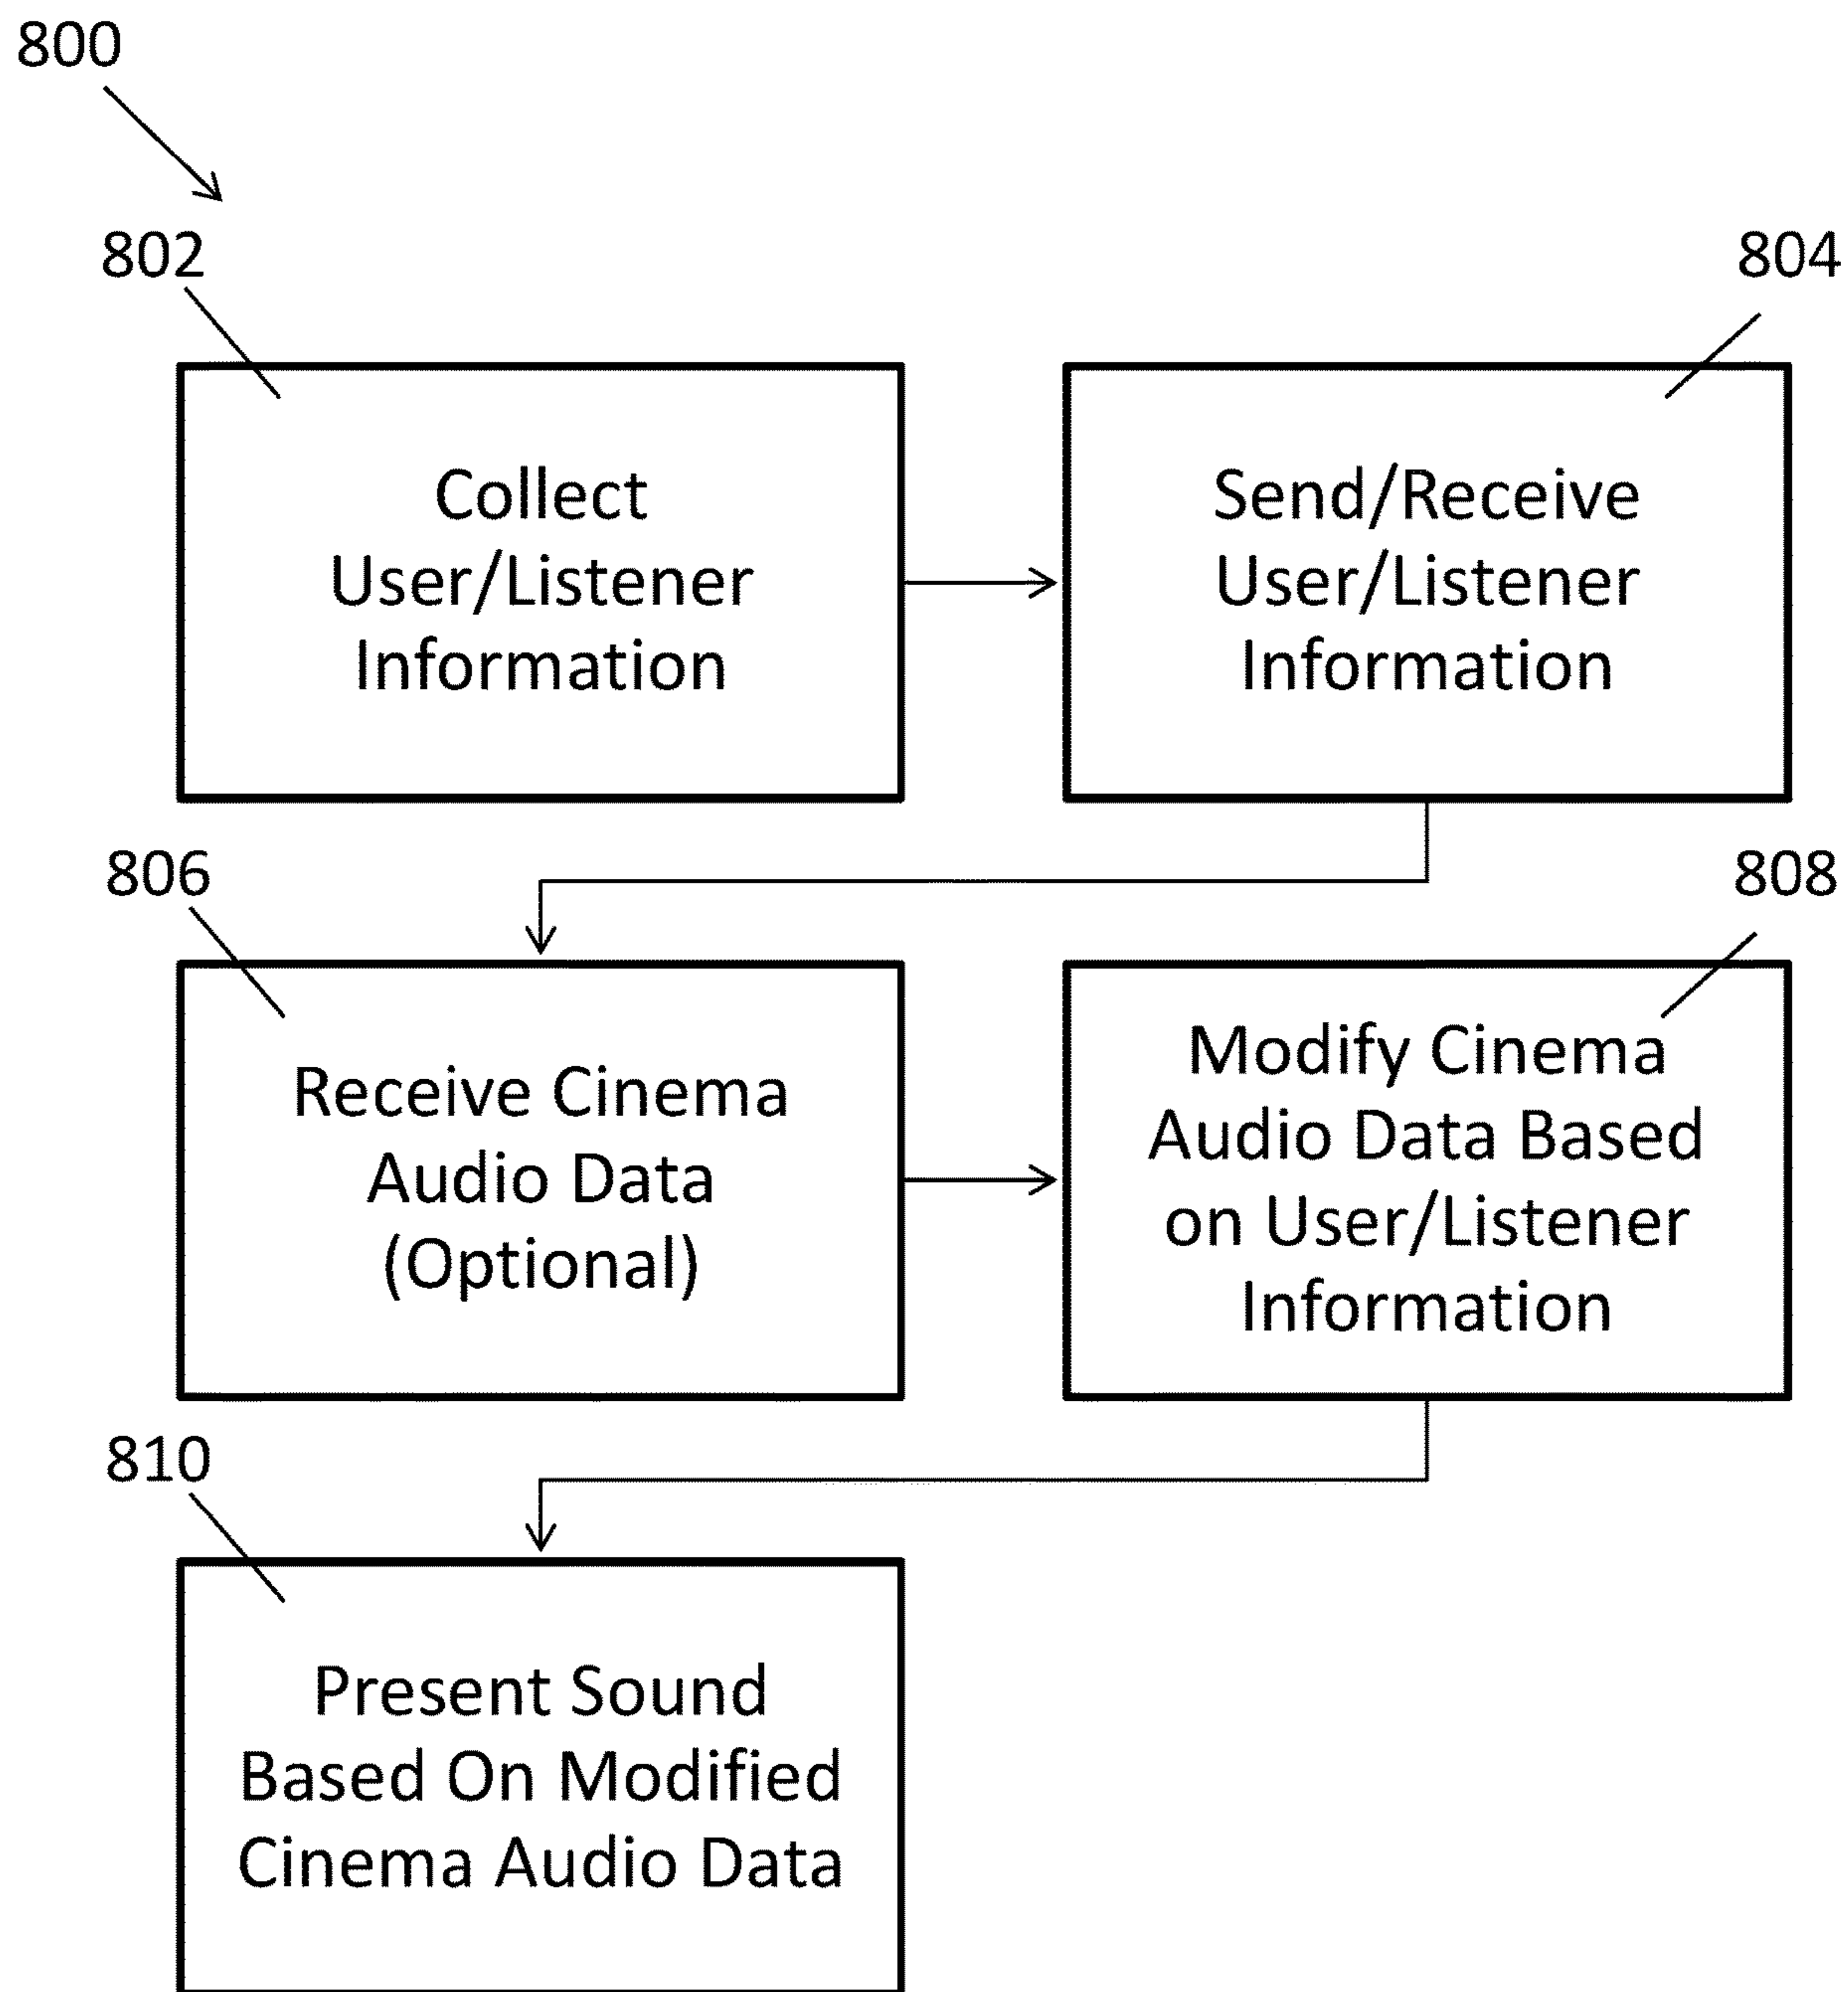 800
802
804
Collect
User/Listener
Information
Send/Receive
User/Listener
Information
806
808
Receive Cinema
Audio Data
(Optional)
Modify Cinema
Audio Data Based
on User/Listener
Information
810
Present Sound
Based On Modified
Cinema Audio Data